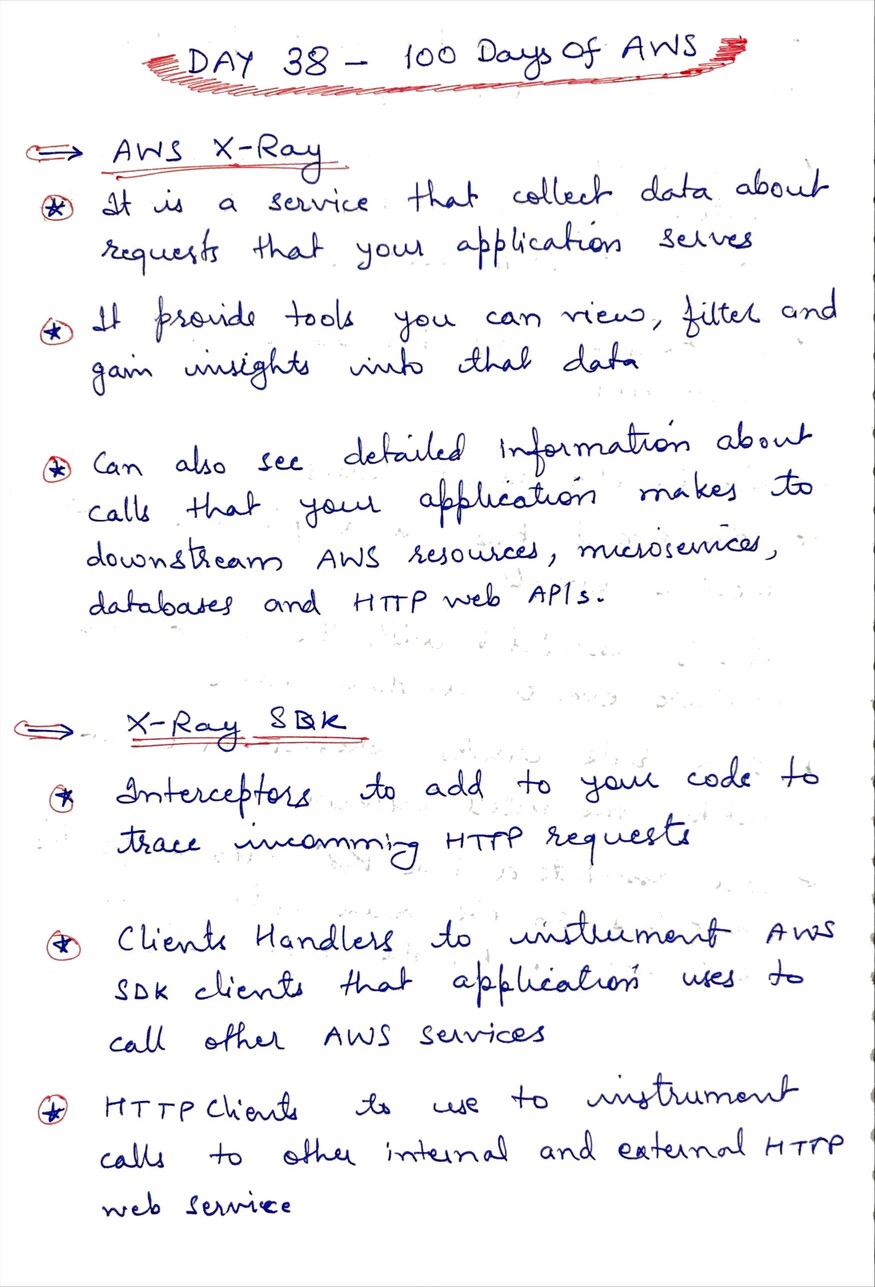 DAY 38 - 100 Days Of AWS
⇒ AWS X-Ray
* It is a service that collect data about
requests that your application serves
* It provide tools you can view, filter and
gain insights into that data
* Can also see detailed information about
calls that your application makes to
downstream AWS resources, microservices,
databases and HTTP web APIs.
⇒ X-Ray SDK
* Interceptors to add to your code to
trace incomming HTTP requests
* Clients Handlers to instrument AWS
SDK clients that application uses to
call other AWS services
* HTTP Clients to use to instrument
calls to other internal and external HTTP
web service